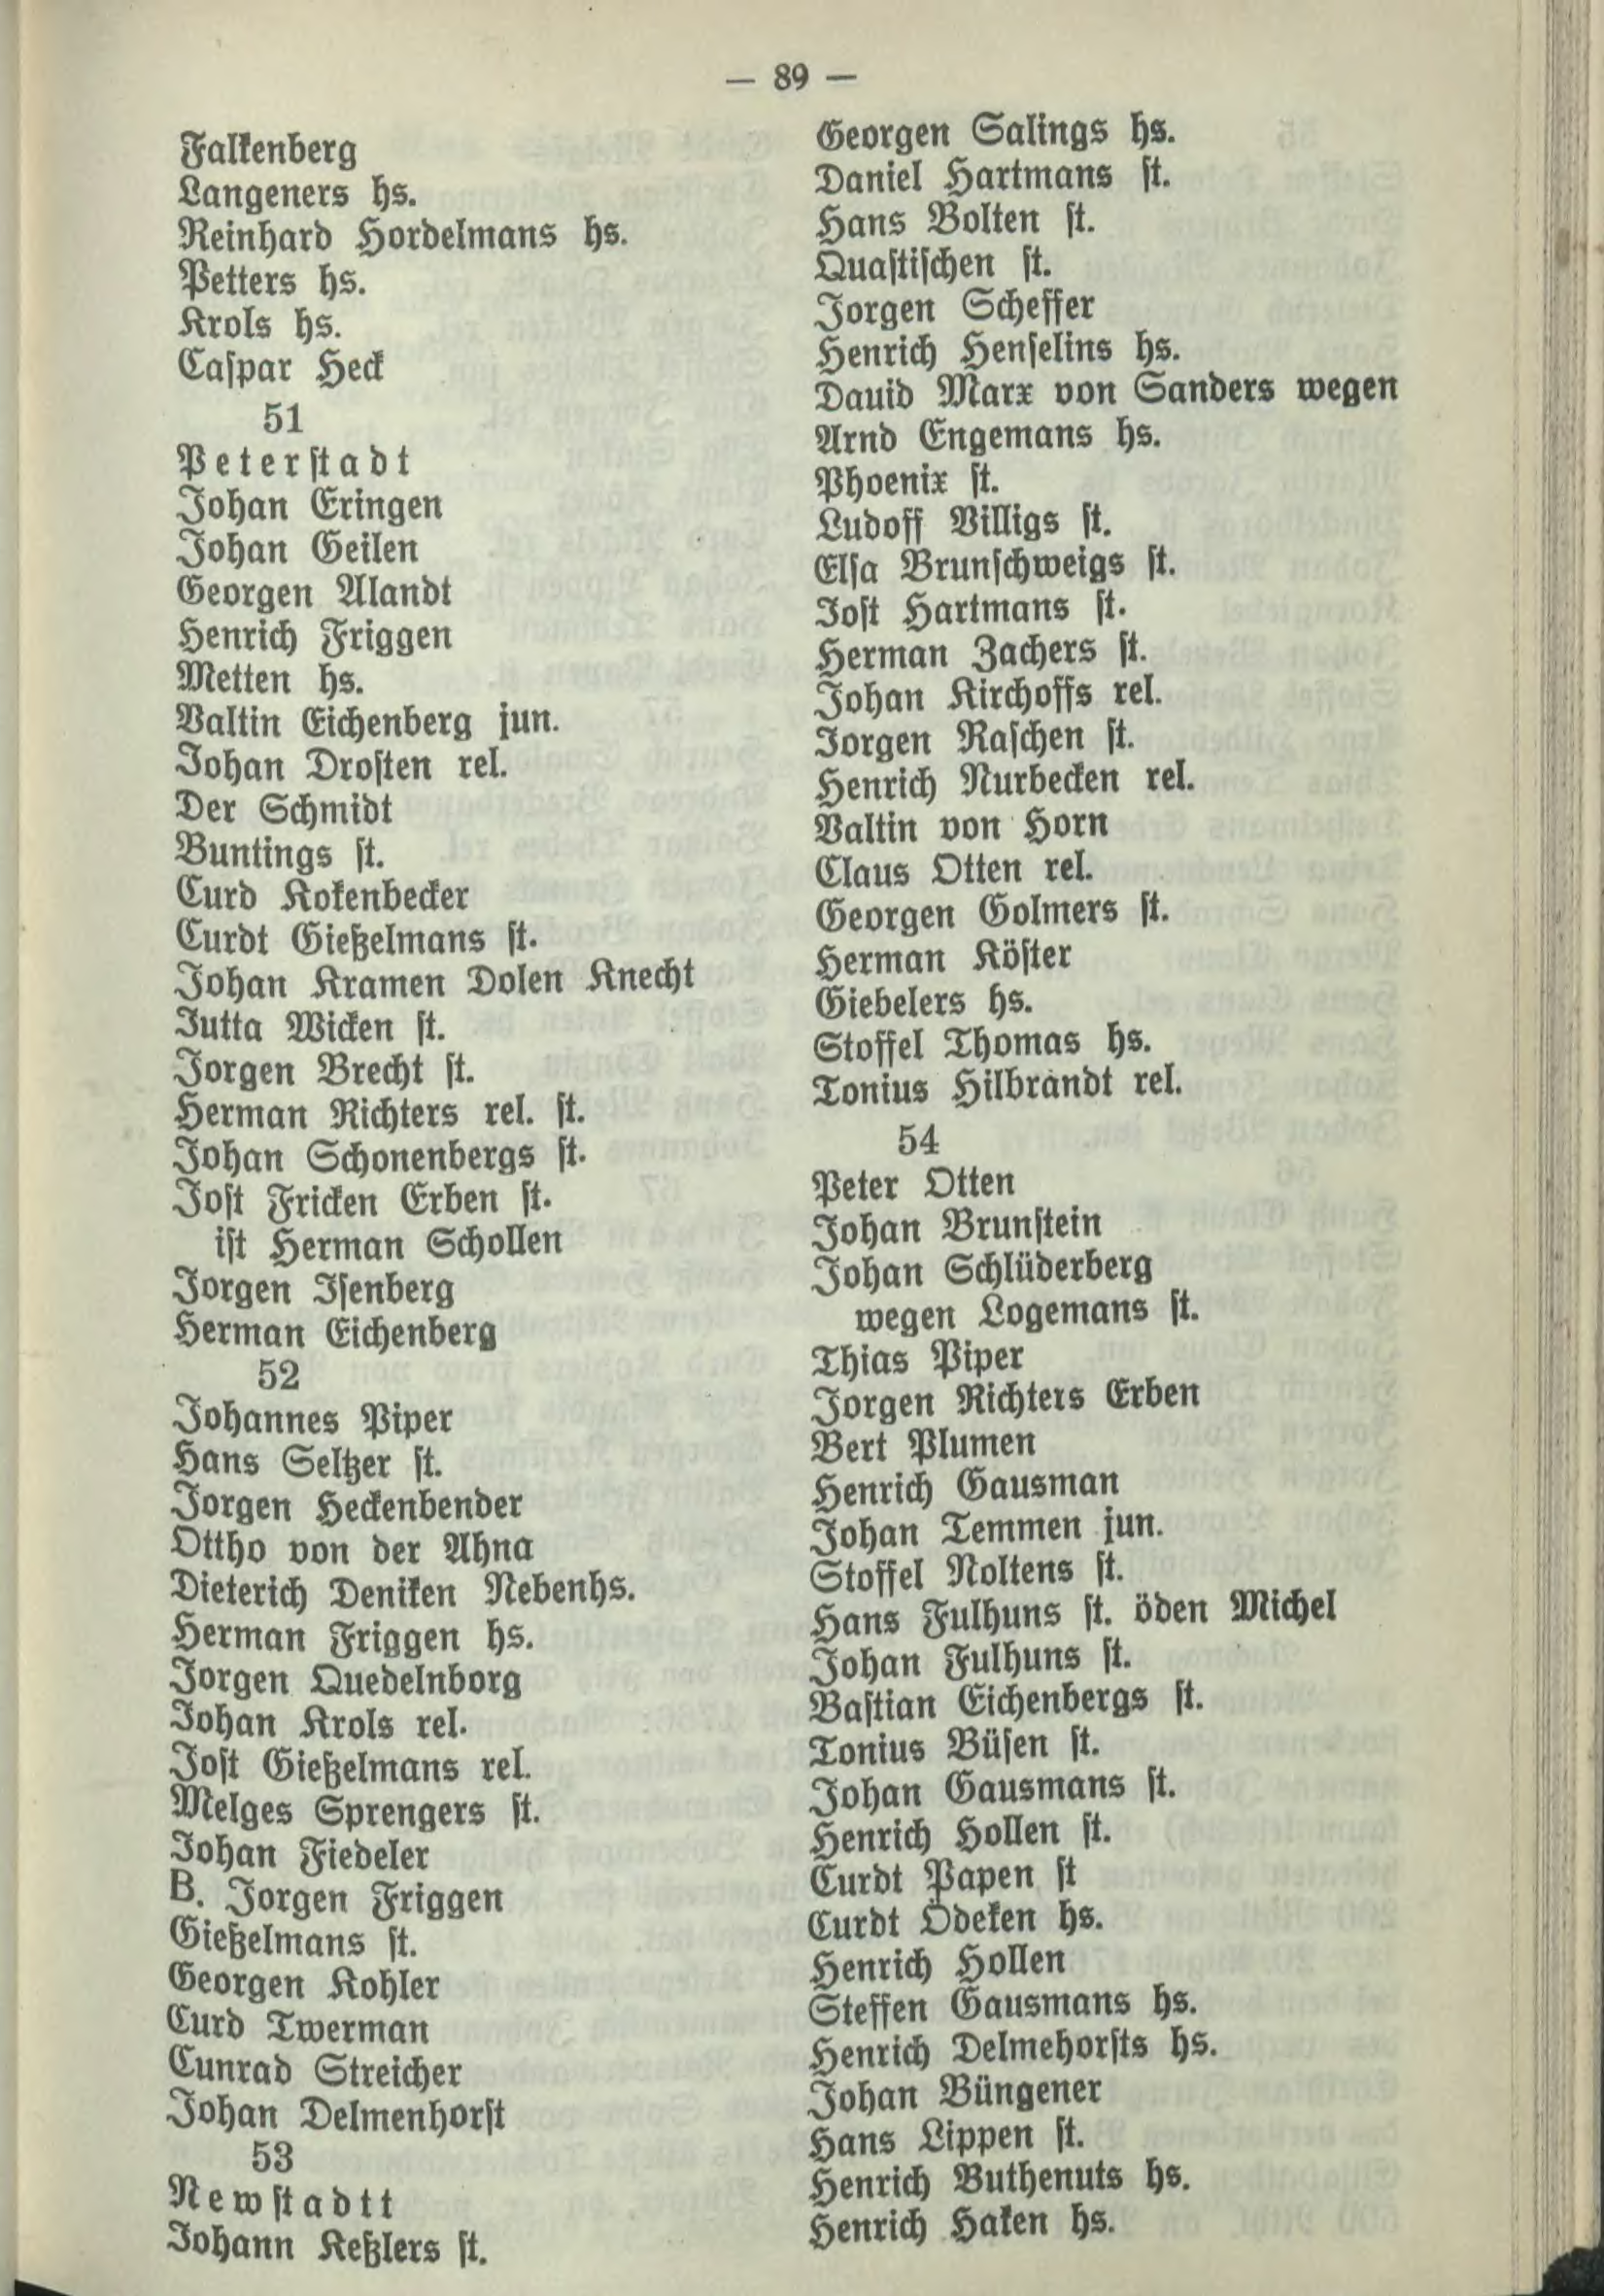 — 89 —
Falkenberg
Langeners hs.
Reinhard Hordelmans hs.
Petters hs.
Krols hs.
Caspar Heck
51
Peterstadt
Johan Eringen
Johan Geilen
Georgen Alandt
Henrich Friggen
Metten hs.
Valtin Eichenberg jun.
Johan Drosten rel.
Der Schmidt
Buntings st.
Curd Kokenbecker
Curdt Gießelmans st.
Johan Kramen Dolen Knecht
Jutta Wicken st.
Jorgen Brecht st.
Herman Richters rel. st.
Johan Schonenbergs st.
Jost Fricken Erben st.
ist Herman Schollen
Jorgen Isenberg
Herman Eichenberg
52
Johannes Piper
Hans Seltzer st.
Jorgen Heckenbender
Ottho von der Ahna
Dieterich Deniken Nebenhs.
Herman Friggen hs.
Jorgen Quedelnborg
Johan Krols rel.
Jost Gießelmans rel.
Melges Sprengers st.
Johan Fiedeler
B. Jorgen Friggen
Gießelmans st.
Georgen Kohler
Curd Twerman
Cunrad Streicher
Johan Delmenhorst
53
Newstadtt
Johann Keßlers st.
Georgen Salings hs.
Daniel Hartmans st.
Hans Bolten st.
Quastischen st.
Jorgen Scheffer
Henrich Henselins hs.
Dauid Marx von Sanders wegen
Arnd Engemans hs.
Phoenix st.
Ludoff Villigs st.
Elsa Brunschweigs st.
Jost Hartmans st.
Herman Zachers st.
Johan Kirchoffs rel.
Jorgen Raschen st.
Henrich Nurbecken rel.
Valtin von Horn
Claus Otten rel.
Georgen Golmers st.
Herman Köster
Giebelers hs.
Stoffel Thomas hs.
Tonius Hilbrandt rel.
54
Peter Otten
Johan Brunstein
Johan Schlüderberg
wegen Logemans st.
Thias Piper
Jorgen Richters Erben
Bert Plumen
Henrich Gausman
Johan Temmen jun.
Stoffel Noltens st.
Hans Fulhuns st. öden Michel
Johan Fulhuns st.
Bastian Eichenbergs st.
Tonius Büsen st.
Johan Gausmans st.
Henrich Hollen st.
Curdt Papen st
Curdt Ödeken hs.
Henrich Hollen
Steffen Gausmans hs.
Henrich Delmehorsts hs.
Johan Büngener
Hans Lippen st.
Henrich Buthenuts hs.
Henrich Haken hs.